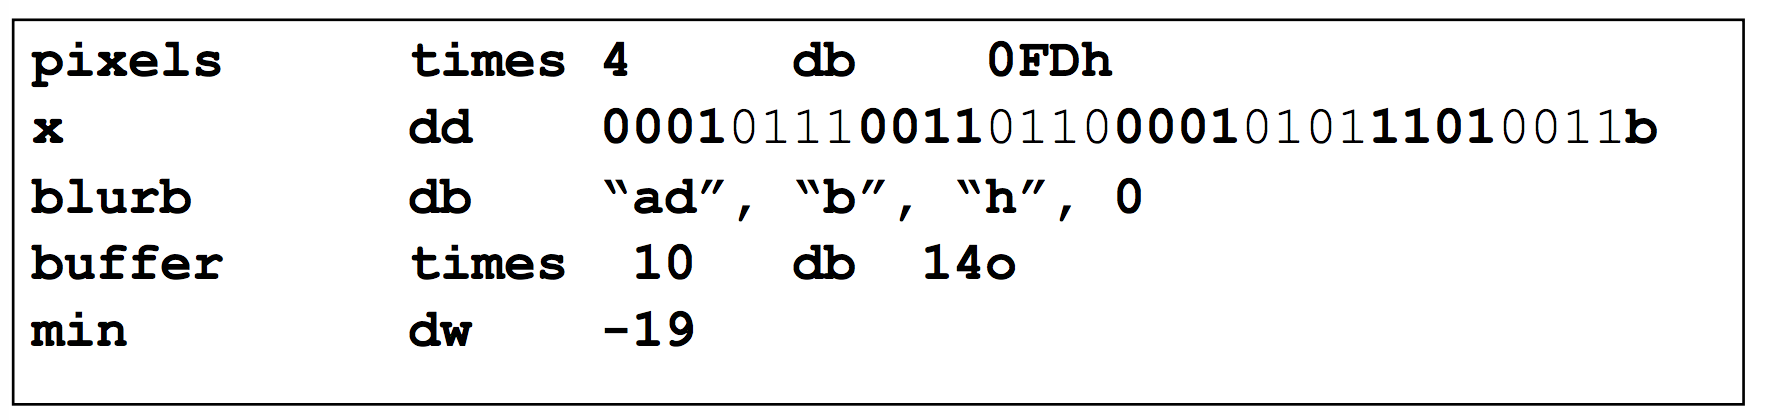 pixels times 4 db 0FDh
x dd 00010111001101100001010111010011b
blurb db “ad”, “b”, “h”, 0
buffer times 10 db 14o
min dw -19